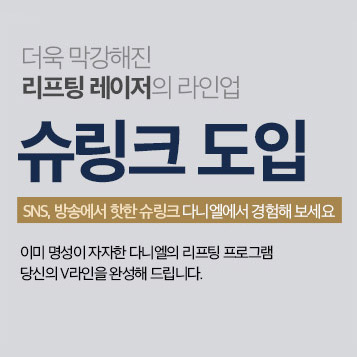 더욱 막강해진
리프팅 레이저의 라인업
슈링크 도입
SNS, 방송에서 핫한 슈링크 다니엘에서 경험해 보세요
이미 명성이 자자한 다니엘의 리프팅 프로그램
당신의 V라인을 완성해 드립니다.